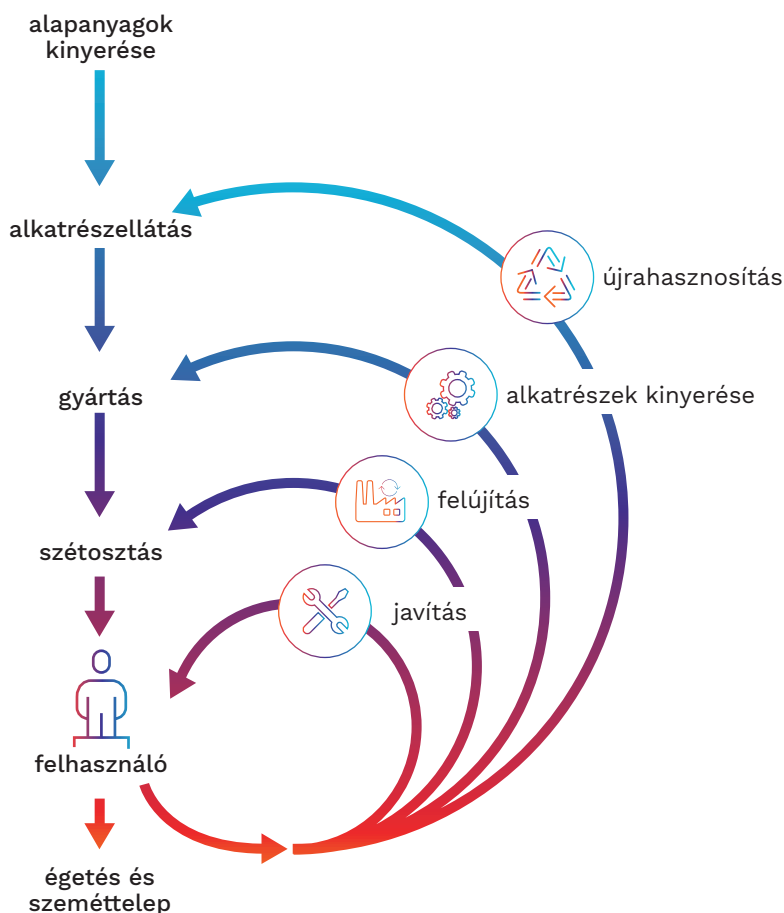 alapanyagok
kinyerése
alkatrészellátás
újrahasznosítás
gyártás
alkatrészek kinyerése
felújítás
szétosztás
javítás
felhasználó
égetés és
szeméttelep